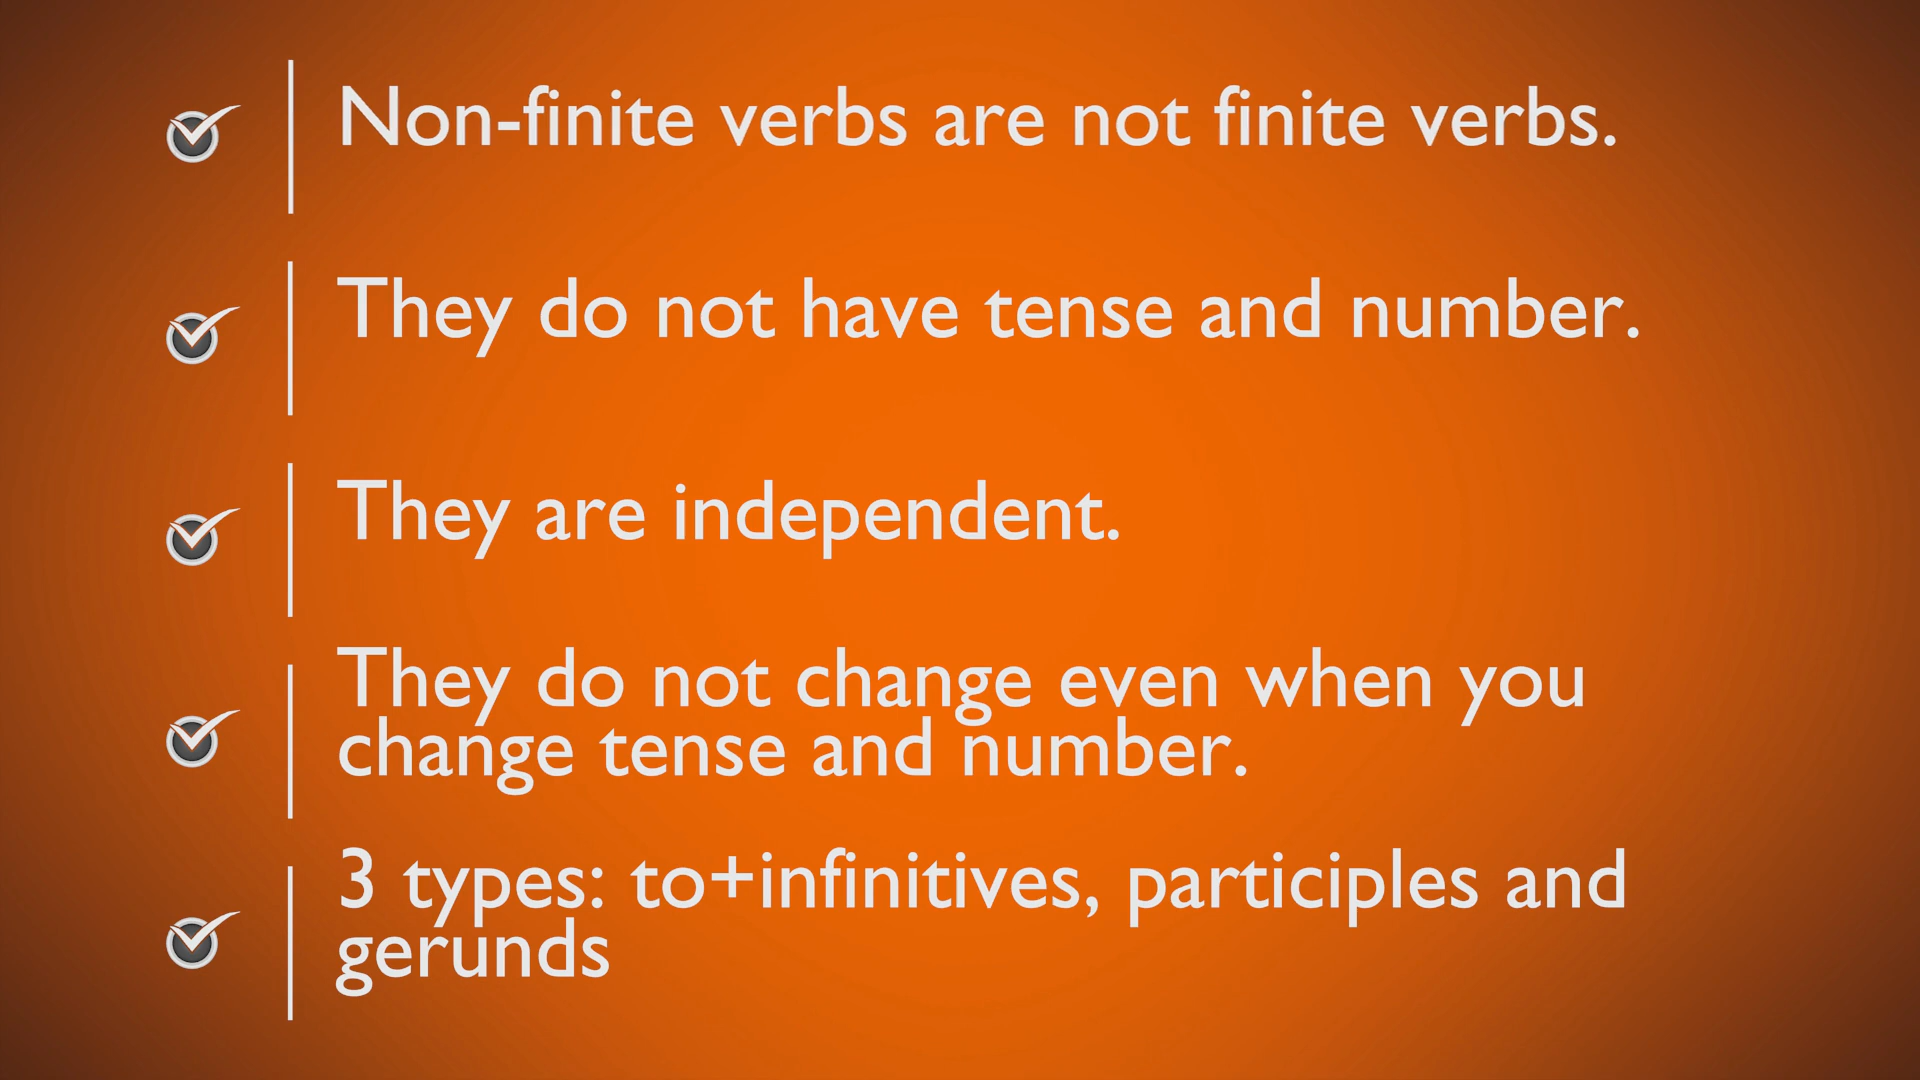 Non-finite verbs are not finite verbs.
They do not have tense and number.
They are independent.
They do not change even when you
change tense and number.
3 types: to+infinitives, participles and
gerunds